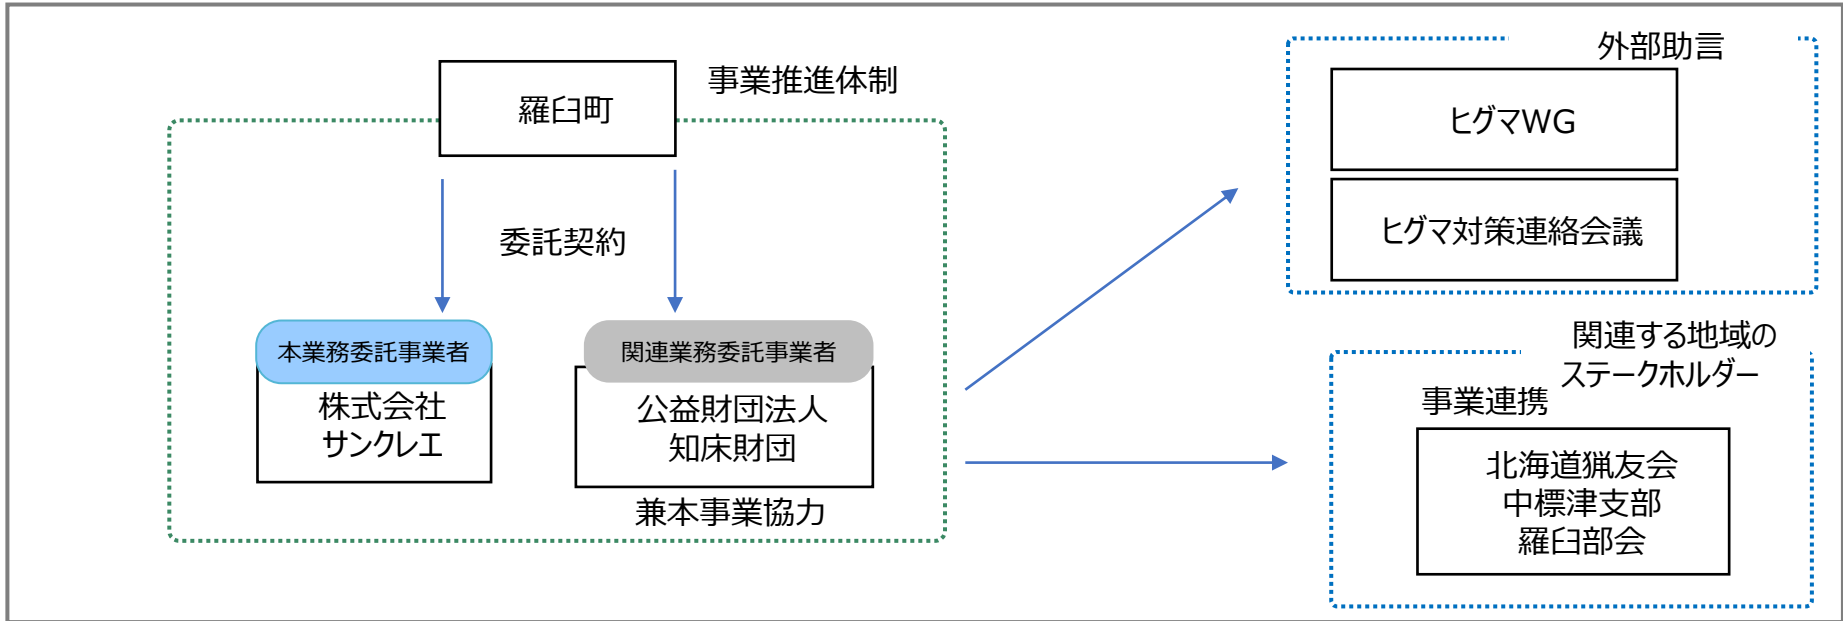 羅臼町
事業推進体制
委託契約
本業務委託事業者
株式会社
サンクレエ
関連業務委託事業者
公益財団法人
知床財団
兼本事業協力
外部助言
ヒグマWG
ヒグマ対策連絡会議
関連する地域の
ステークホルダー
事業連携
北海道猟友会
中標津支部
羅臼部会